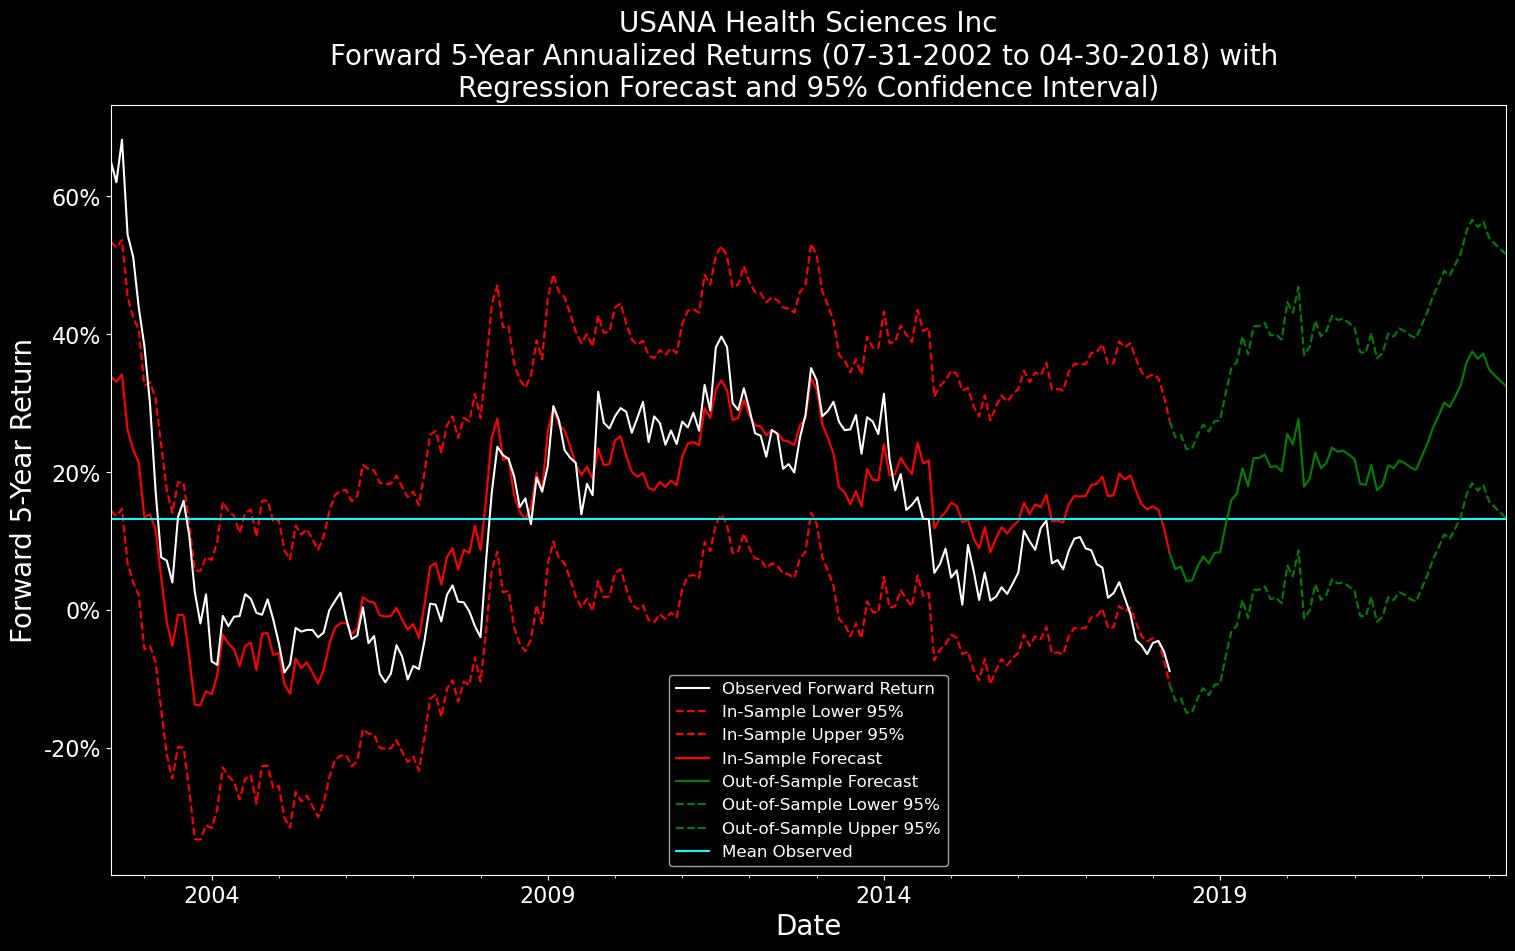 USANA Health Sciences Inc
Forward 5-Year Annualized Returns (07-31-2002 to 04-30-2018) with
Regression Forecast and 95% Confidence Interval)
Forward 5-Year Return
60%
40%
20%
0%
-20%
Observed Forward Return
In-Sample Lower 95%
In-Sample Upper 95%
In-Sample Forecast
Out-of-Sample Forecast
Out-of-Sample Lower 95%
Out-of-Sample Upper 95%
Mean Observed
2004 2009 2014 2019
Date